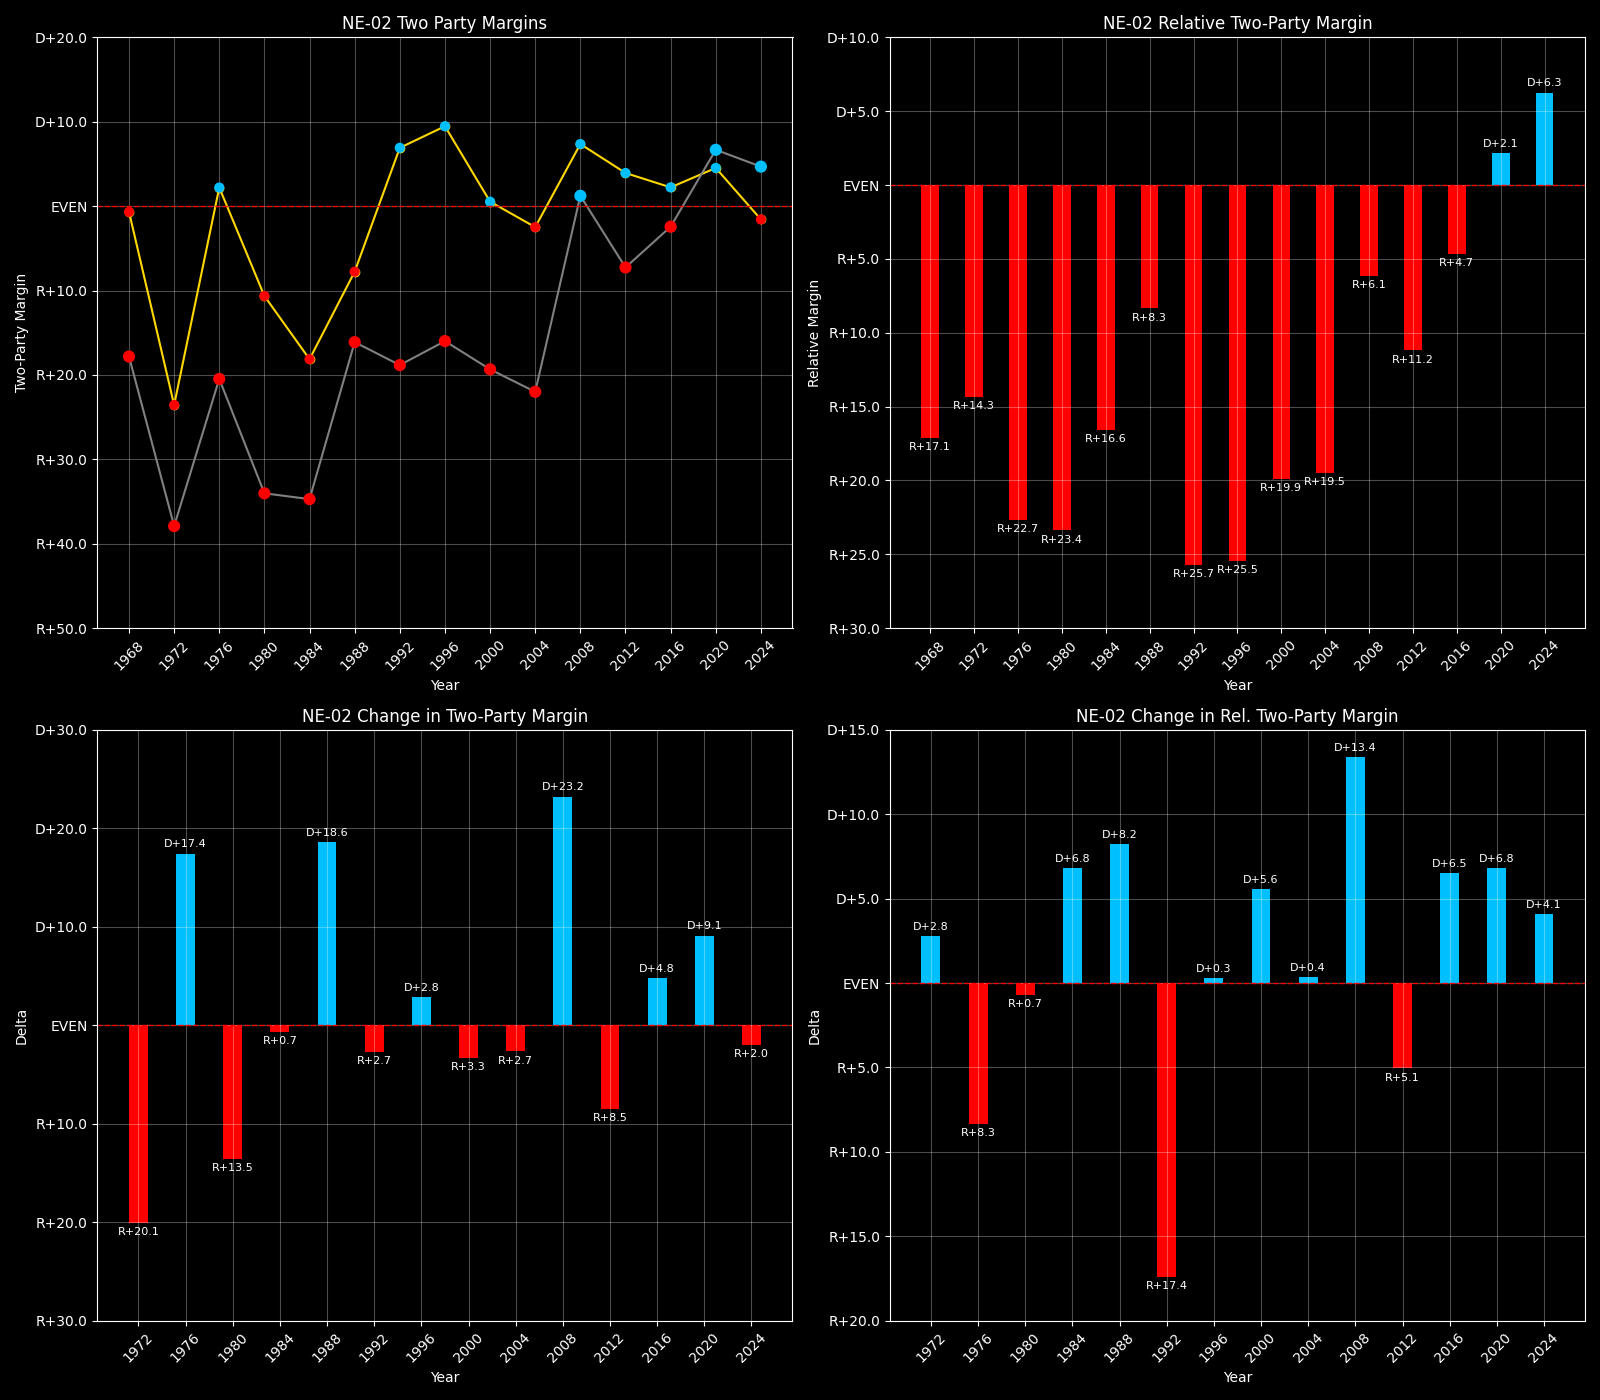 NE-02 Two Party Margins
D+20.0
D+10.0
EVEN
R+10.0
R+20.0
R+30.0
R+40.0
R+50.0
Two-Party Margin
1968
1972
1976
1980
1984
1988
1992
1996
2000
2004
2008
2012
2016
2020
2024
Year
NE-02 Relative Two-Party Margin
D+10.0
D+5.0
EVEN
R+5.0
R+10.0
R+15.0
R+20.0
R+25.0
R+30.0
Relative Margin
R+17.1
R+14.3
R+22.7
R+23.4
R+16.6
R+8.3
R+25.7
R+25.5
R+19.9
R+19.5
R+6.1
R+11.2
R+4.7
D+2.1
D+6.3
1968
1972
1976
1980
1984
1988
1992
1996
2000
2004
2008
2012
2016
2020
2024
Year
NE-02 Change in Two-Party Margin
D+30.0
D+20.0
D+10.0
EVEN
R+10.0
R+20.0
R+30.0
Delta
R+20.1
D+17.4
R+13.5
R+0.7
D+18.6
R+2.7
D+2.8
R+3.3
R+2.7
D+23.2
R+8.5
D+4.8
D+9.1
R+2.0
1972
1976
1980
1984
1988
1992
1996
2000
2004
2008
2012
2016
2020
2024
Year
NE-02 Change in Rel. Two-Party Margin
D+15.0
D+10.0
D+5.0
EVEN
R+5.0
R+10.0
R+15.0
R+20.0
Delta
D+2.8
R+8.3
R+0.7
D+6.8
D+8.2
R+17.4
D+0.3
D+5.6
D+0.4
D+13.4
R+5.1
D+6.5
D+6.8
D+4.1
1972
1976
1980
1984
1988
1992
1996
2000
2004
2008
2012
2016
2020
2024
Year